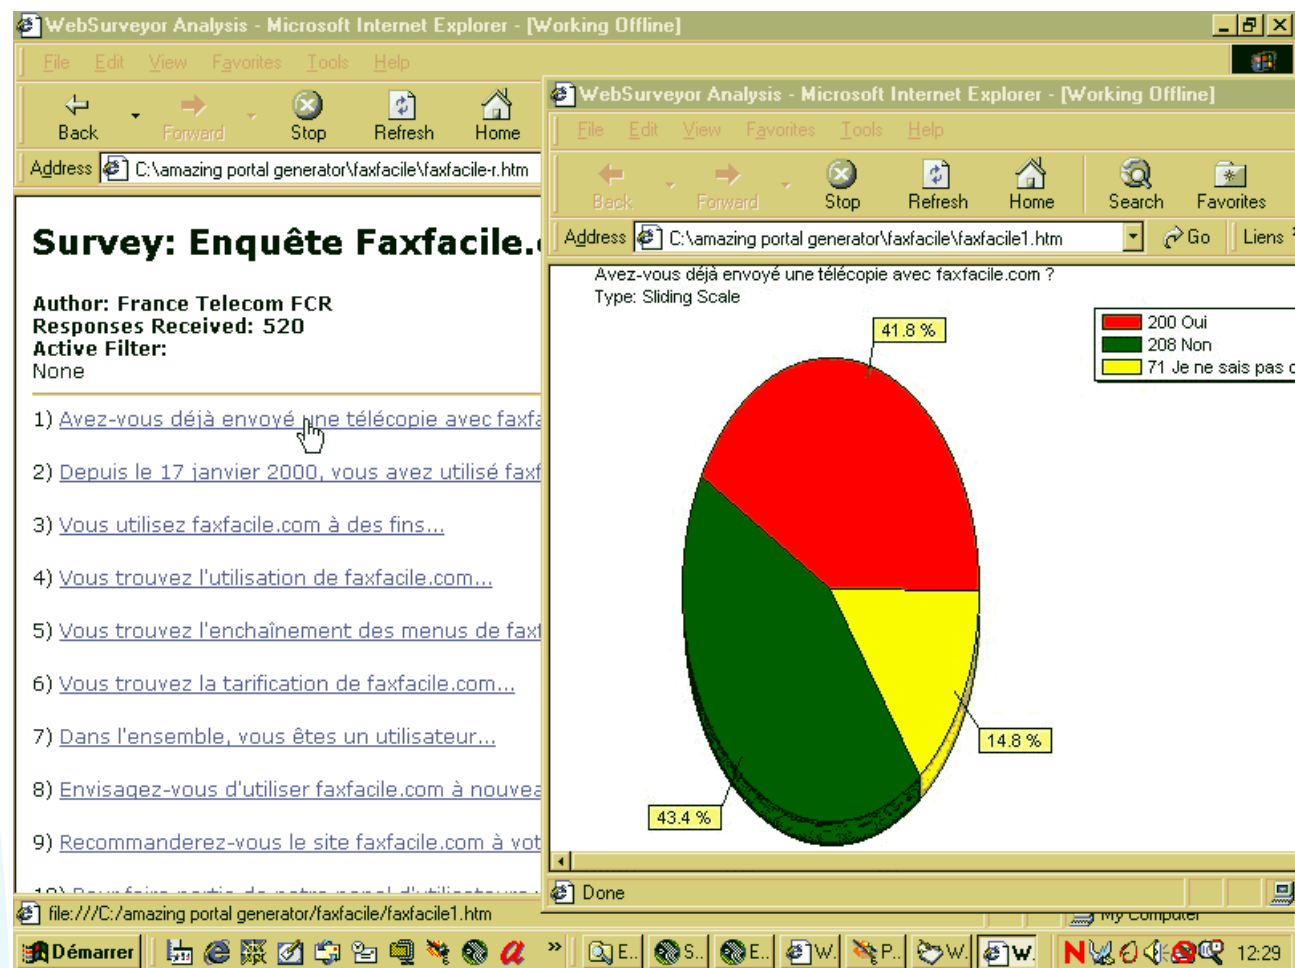 WebSurveyor Analysis - Microsoft Internet Explorer - [Working Offline]
File Edit View Favorites Tools Help
Back Forward Stop Refresh Home
Address C:\amazing portal generator\faxfacile\faxfacile-r.htm
Survey: Enquête Faxfacile.
Author: France Telecom FCR
Responses Received: 520
Active Filter:
None
1) Avez-vous déjà envoyé une télécopie avec faxfa
2) Depuis le 17 janvier 2000, vous avez utilisé faxf
3) Vous utilisez faxfacile.com à des fins...
4) Vous trouvez l'utilisation de faxfacile.com...
5) Vous trouvez l'enchaînement des menus de faxf
6) Vous trouvez la tarification de faxfacile.com...
7) Dans l'ensemble, vous êtes un utilisateur...
8) Envisagez-vous d'utiliser faxfacile.com à nouvea
9) Recommanderez-vous le site faxfacile.com à vot
file:///C:/amazing portal generator/faxfacile/faxfacile1.htm
My Computer
WebSurveyor Analysis - Microsoft Internet Explorer - [Working Offline]
File Edit View Favorites Tools Help
Back Forward Stop Refresh Home Search Favorites
Address C:\amazing portal generator\faxfacile\faxfacile1.htm Go Liens
Avez-vous déjà envoyé une télécopie avec faxfacile.com ?
Type: Sliding Scale
200 Oui
208 Non
71 Je ne sais pas
41.8 %
14.8 %
43.4 %
Done
Démarrer » E.. S.. E.. W. P.. W. W. 12:29